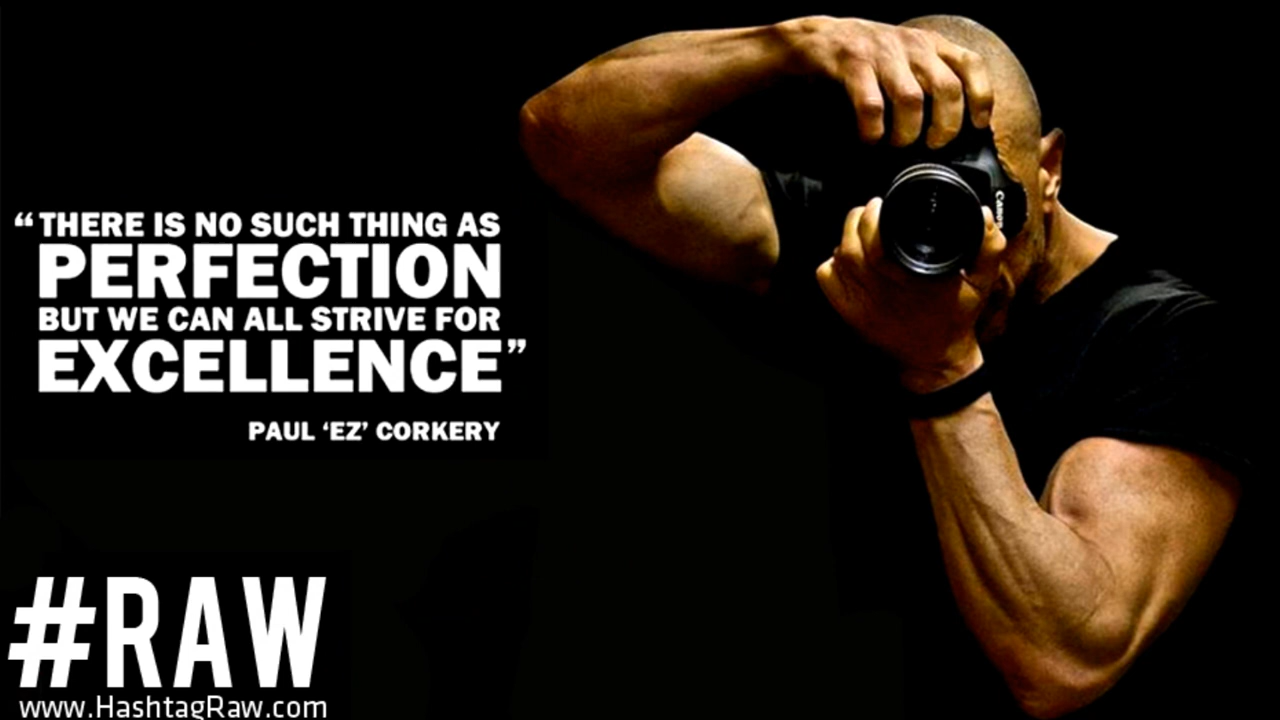 “THERE IS NO SUCH THING AS
PERFECTION
BUT WE CAN ALL STRIVE FOR
EXCELLENCE”
PAUL ‘EZ’ CORKERY
Canon
#RAW
www.HashtagRaw.com